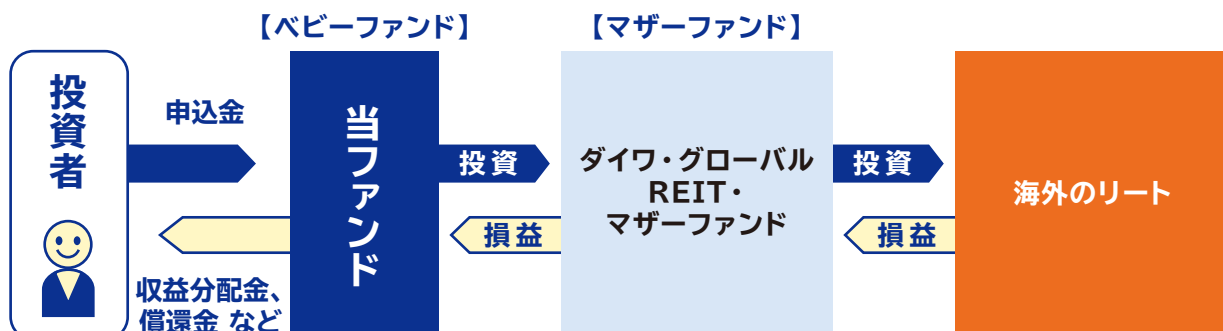 【ベビーファンド】
【マザーファンド】
投資者
申込金
収益分配金、
償還金 など
当ファンド
投資
損益
ダイワ・グローバル
REIT・
マザーファンド
投資
損益
海外のリート